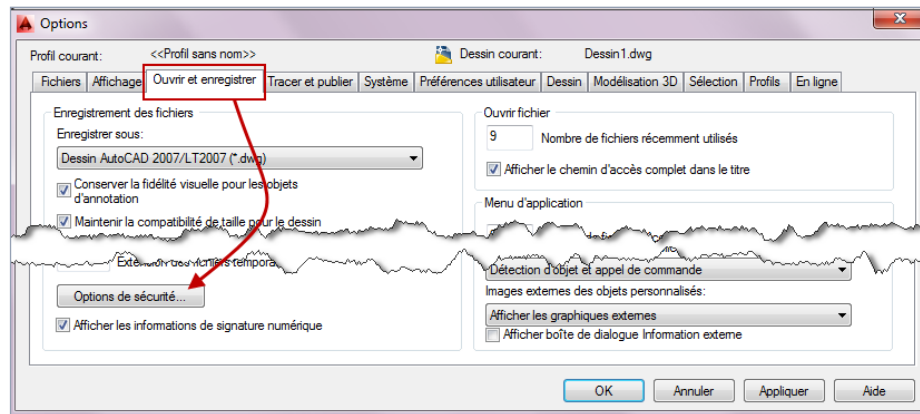 Options
Profil courant: <<Profil sans nom>> Dessin courant: Dessin1.dwg
Fichiers Affichage Ouvrir et enregistrer Tracer et publier Système Préférences utilisateur Dessin Modélisation 3D Sélection Profils En ligne
Enregistrement des fichiers
Enregistrer sous:
Dessin AutoCAD 2007/LT2007 (*.dwg)
Conserver la fidélité visuelle pour les objets
d'annotation
Maintenir la compatibilité de taille pour le dessin
Extension des fichiers tempora
Options de sécurité...
Afficher les informations de signature numérique
Ouvrir fichier
9 Nombre de fichiers récemment utilisés
Afficher le chemin d'accès complet dans le titre
Menu d'application
Détection d'objet et appel de commande
Images externes des objets personnalisés:
Afficher les graphiques externes
Afficher boîte de dialogue Information externe
OK Annuler Appliquer Aide